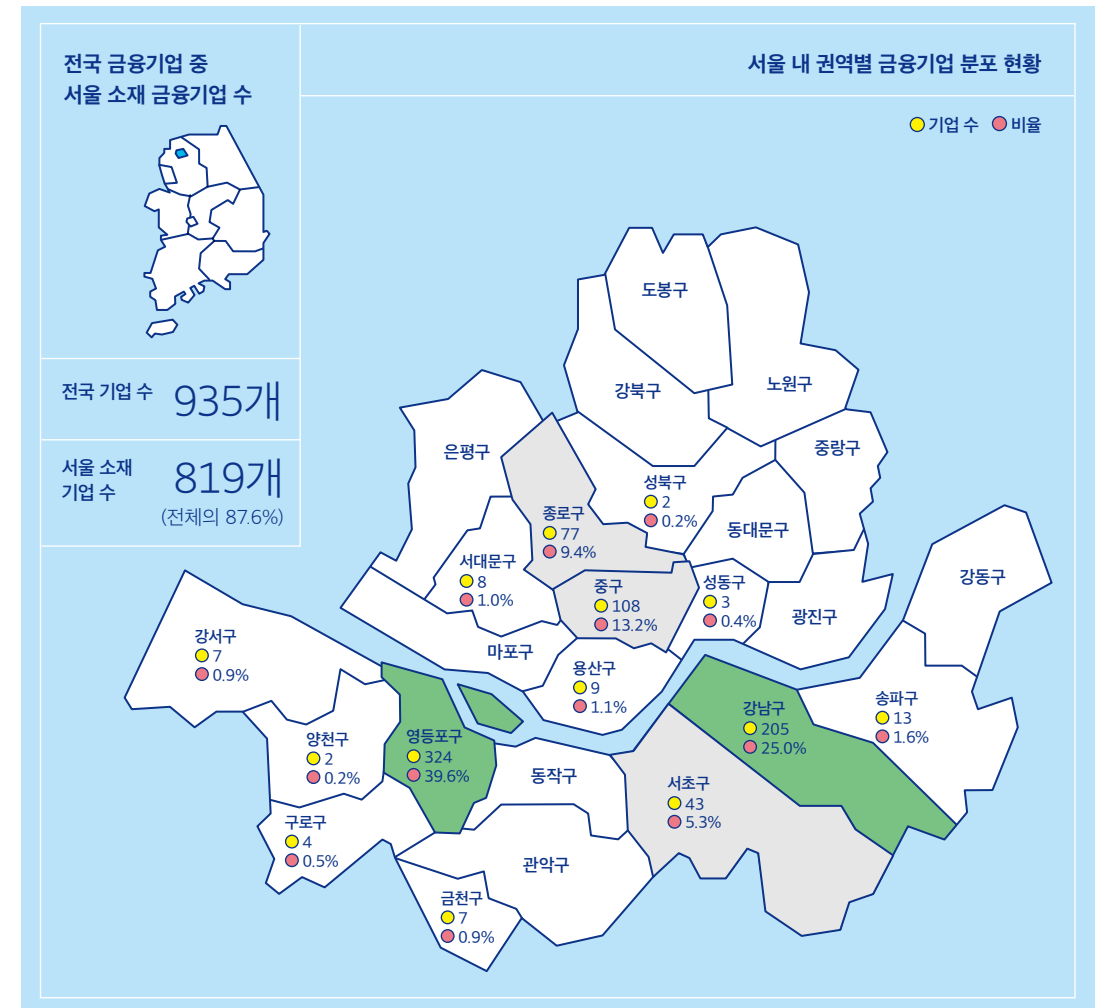 전국 금융기업 중
서울 소재 금융기업 수
서울 내 권역별 금융기업 분포 현황
기업 수 비율
전국 기업 수 935개
서울 소재
기업 수
819개
(전체의 87.6%)
도봉구
강북구
노원구
은평구
중랑구
성북구
2
0.2%
종로구
77
9.4%
동대문구
서대문구
8
1.0%
중구
108
13.2%
성동구
3
0.4%
강동구
광진구
강서구
7
0.9%
마포구
용산구
9
1.1%
송파구
13
1.6%
강남구
205
25.0%
양천구
2
0.2%
영등포구
324
39.6%
동작구
서초구
43
5.3%
구로구
4
0.5%
관악구
금천구
7
0.9%